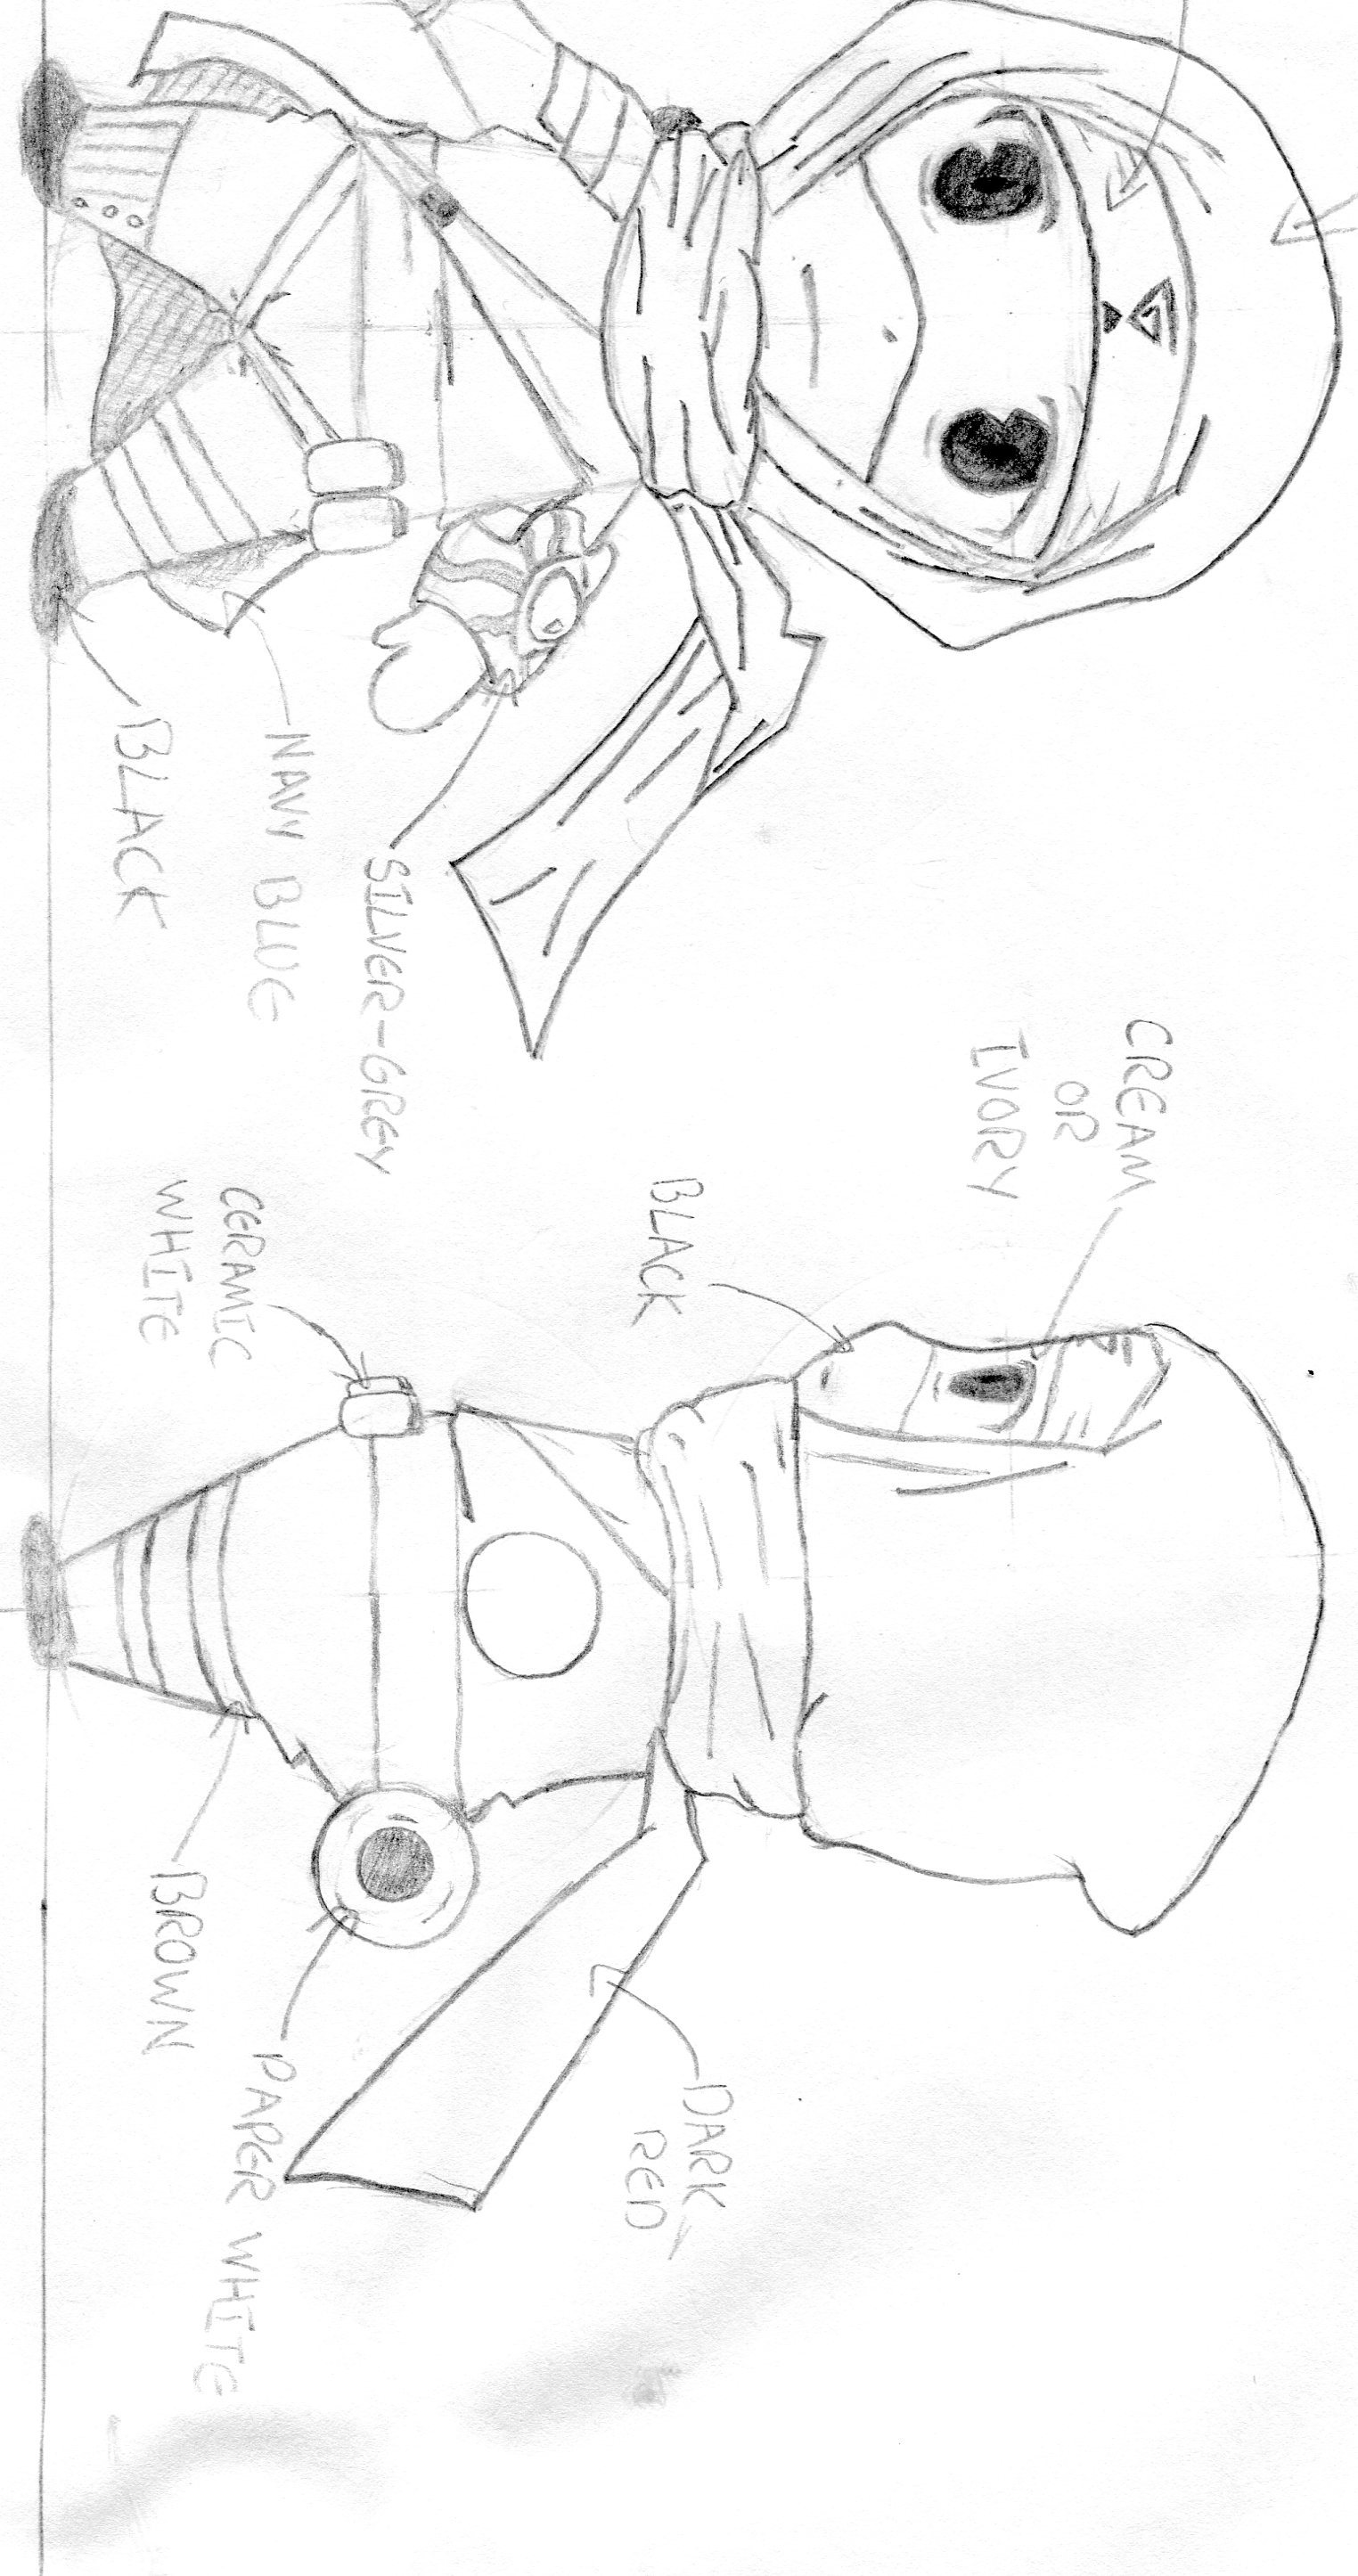 CREAM
OR
IVORY
BLACK
DARK
RED
SILVER-GREY
NAVY BLUE
CERAMIC
WHITE
PAPER WHITE
BROWN
BLACK